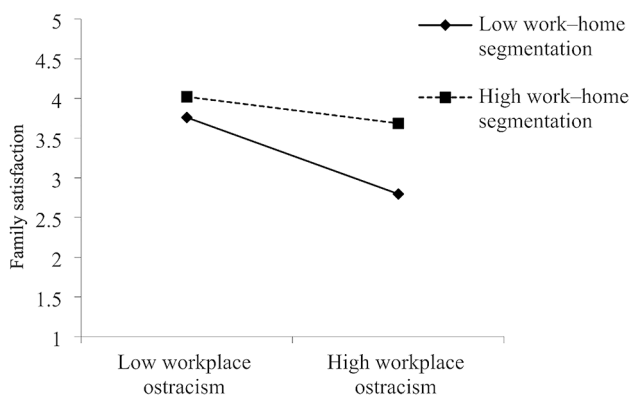 5
4.5
4
3.5
3
2.5
2
1.5
1
Family satisfaction
Low workplace
ostracism
High workplace
ostracism
Low work–home
segmentation
High work–home
segmentation